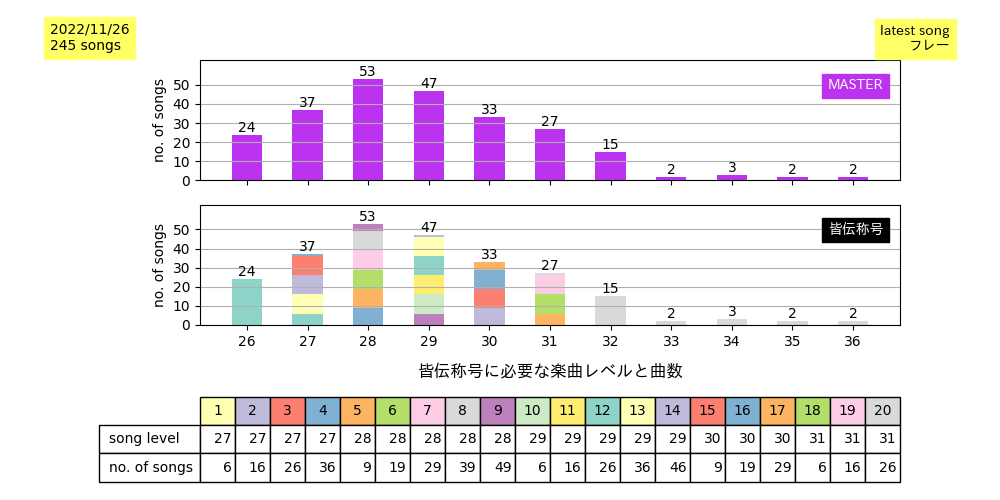 2022/11/26
245 songs
latest song
フレー
no. of songs
50
40
30
20
10
0
24 37 53 47 33 27 15 2 3 2 2
MASTER
no. of songs
50
40
30
20
10
0
24 37 53 47 33 27 15 2 3 2 2
皆伝称号
26 27 28 29 30 31 32 33 34 35 36
皆伝称号に必要な楽曲レベルと曲数
1 2 3 4 5 6 7 8 9 10 11 12 13 14 15 16 17 18 19 20
song level 27 27 27 27 28 28 28 28 28 29 29 29 29 29 30 30 30 31 31 31
no. of songs 6 16 26 36 9 19 29 39 49 6 16 26 36 46 9 19 29 6 16 26